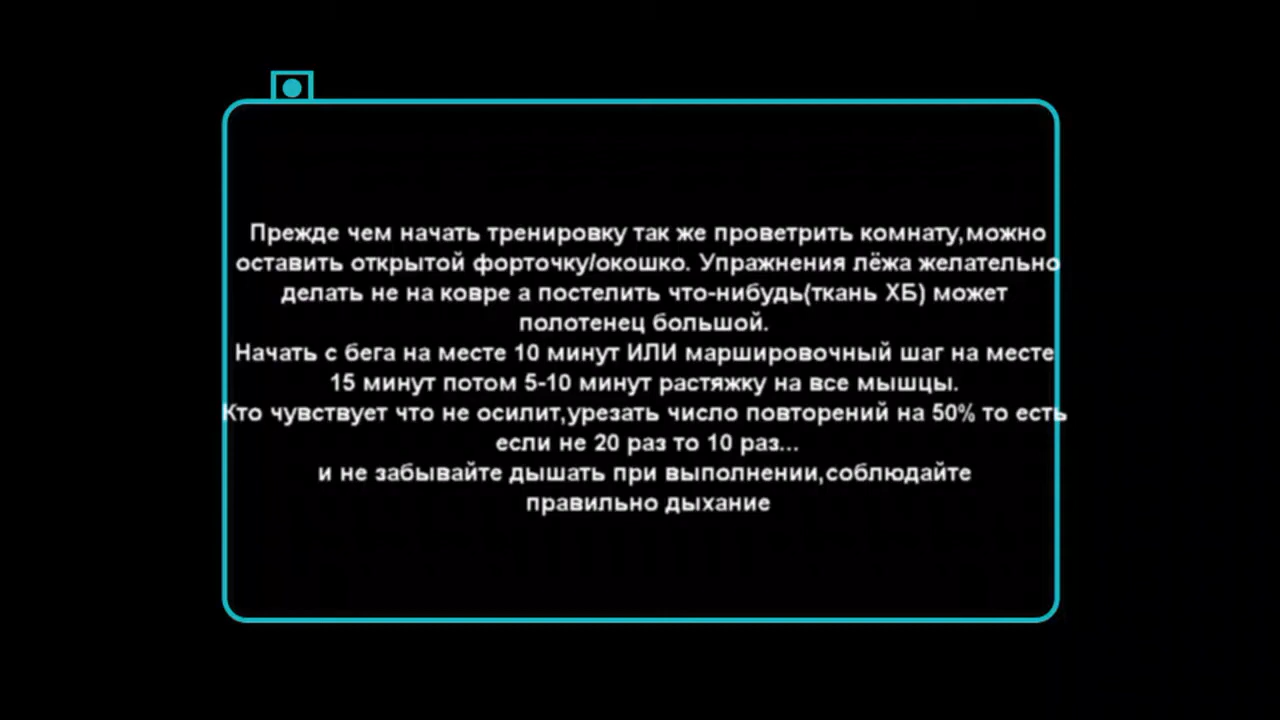 Прежде чем начать тренировку так же проветрить комнату,можно
оставить открытой форточку/окошко. Упражнения лёжа желательно
делать не на ковре а постелить что-нибудь(ткань ХБ) может
полотенец большой.
Начать с бега на месте 10 минут ИЛИ маршировочный шаг на месте
15 минут потом 5-10 минут растяжку на все мышцы.
Кто чувствует что не осилит,урезать число повторений на 50% то есть
если не 20 раз то 10 раз...
и не забывайте дышать при выполнении,соблюдайте
правильно дыхание